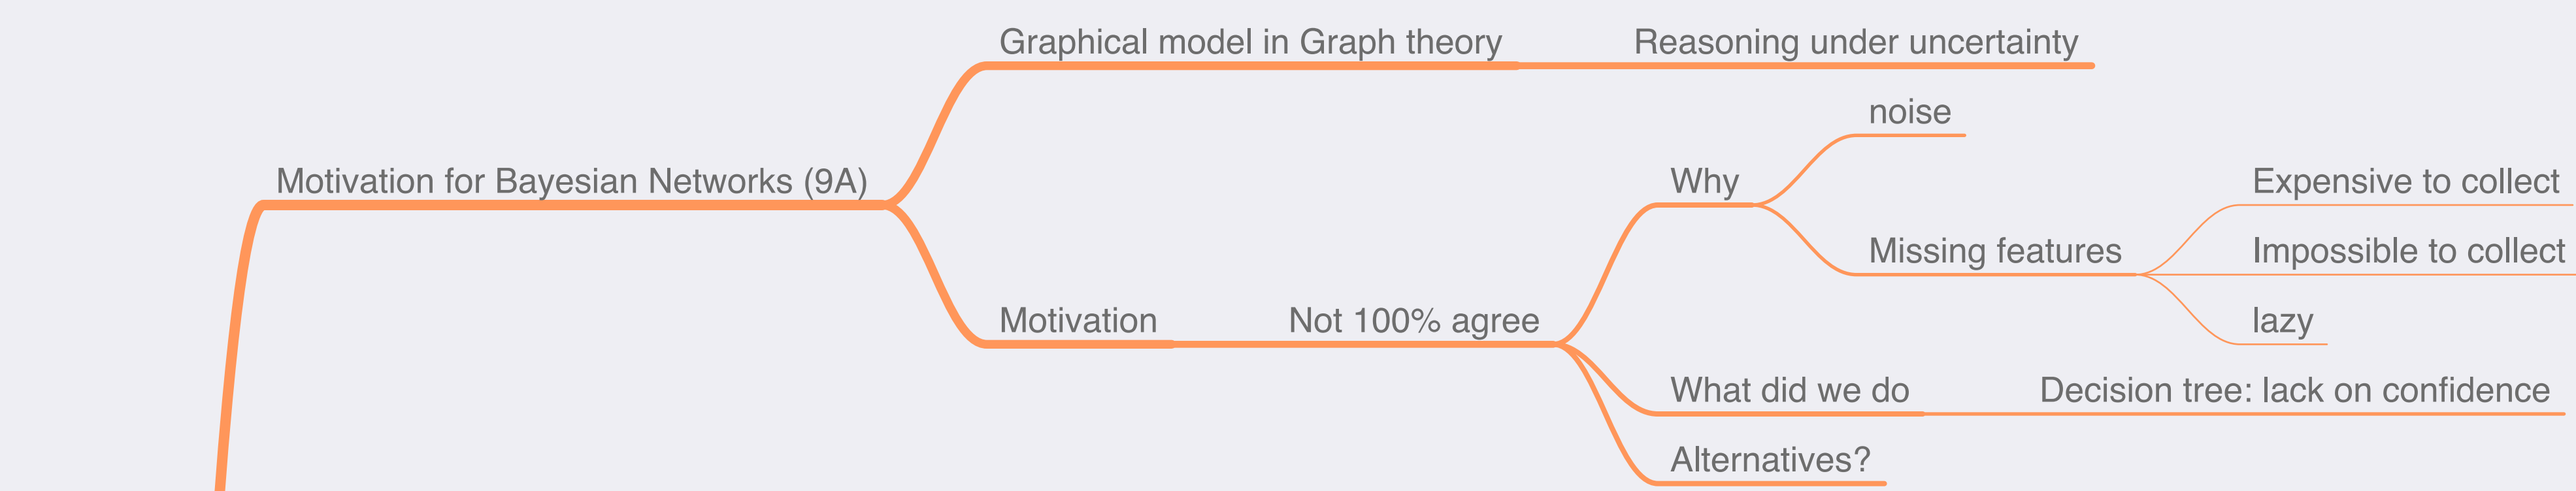 Graphical model in Graph theory
Reasoning under uncertainty
noise
Motivation for Bayesian Networks (9A)
Why
Expensive to collect
Missing features
Impossible to collect
Motivation
Not 100% agree
lazy
What did we do
Decision tree: lack on confidence
Alternatives?